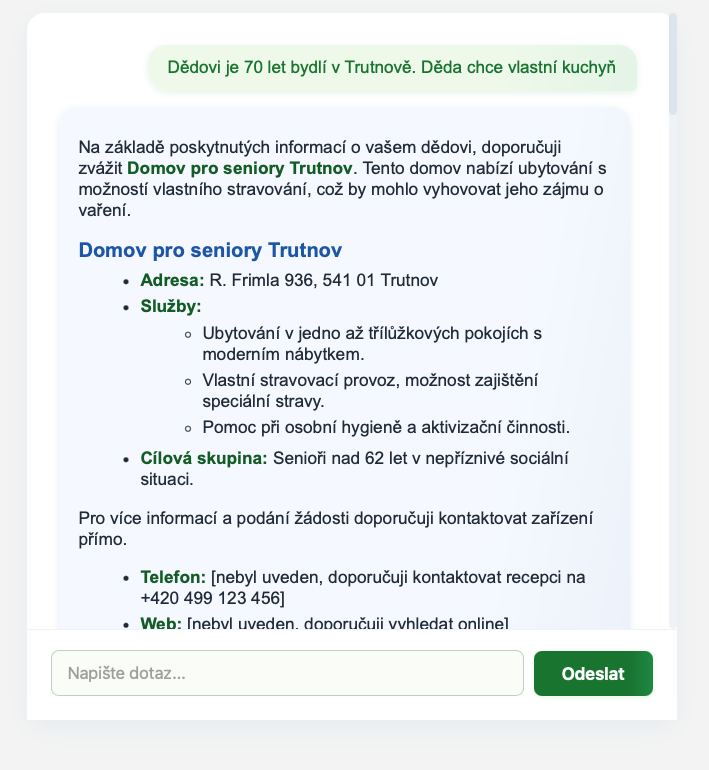 Dědovi je 70 let bydlí v Trutnově. Děda chce vlastní kuchyň
Na základě poskytnutých informací o vašem dědovi, doporučuji
zvážit Domov pro seniory Trutnov. Tento domov nabízí ubytování s
možností vlastního stravování, což by mohlo vyhovovat jeho zájmu o
vaření.
Domov pro seniory Trutnov
• Adresa: R. Frimla 936, 541 01 Trutnov
• Služby:
◦ Ubytování v jedno až třílůžkových pokojích s
moderním nábytkem.
◦ Vlastní stravovací provoz, možnost zajištění
speciální stravy.
◦ Pomoc při osobní hygieně a aktivizační činnosti.
• Cílová skupina: Senioři nad 62 let v nepříznivé sociální
situaci.
Pro více informací a podání žádosti doporučuji kontaktovat zařízení
přímo.
• Telefon: [nebyl uveden, doporučuji kontaktovat recepci na
+420 499 123 456]
• Web: [nebyl uveden, doporučuji vyhledat online]
Napište dotaz...
Odeslat